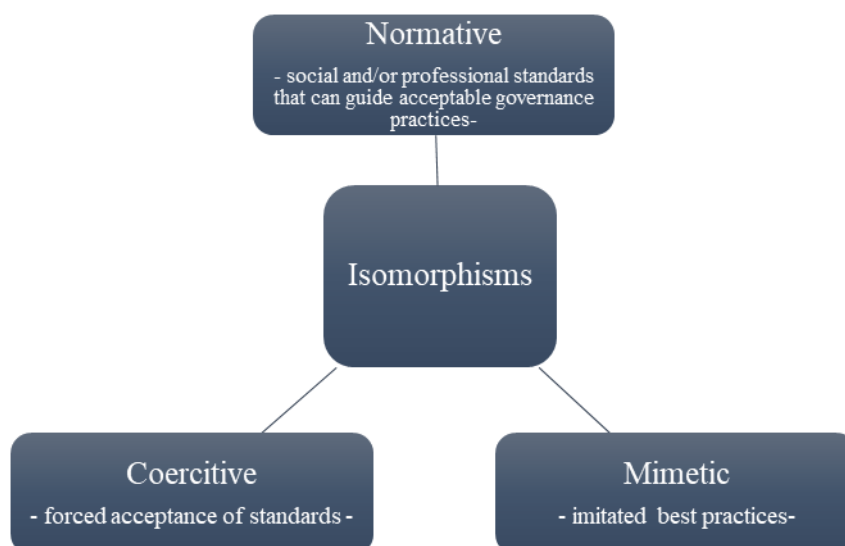 Normative
- social and/or professional standards
that can guide acceptable governance
practices-
Isomorphisms
Coercitive
- forced acceptance of standards -
Mimetic
- imitated  best practices-